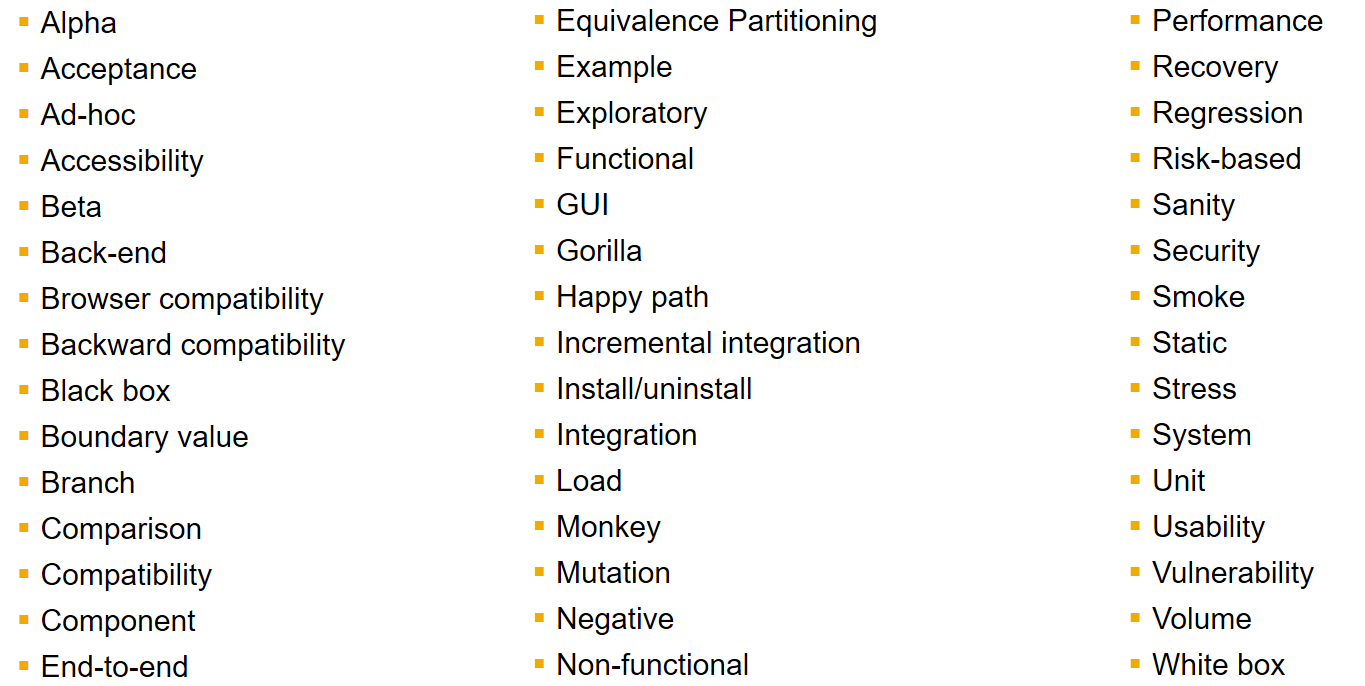 Alpha
Acceptance
Ad-hoc
Accessibility
Beta
Back-end
Browser compatibility
Backward compatibility
Black box
Boundary value
Branch
Comparison
Compatibility
Component
End-to-end
Equivalence Partitioning
Example
Exploratory
Functional
GUI
Gorilla
Happy path
Incremental integration
Install/uninstall
Integration
Load
Monkey
Mutation
Negative
Non-functional
Performance
Recovery
Regression
Risk-based
Sanity
Security
Smoke
Static
Stress
System
Unit
Usability
Vulnerability
Volume
White box